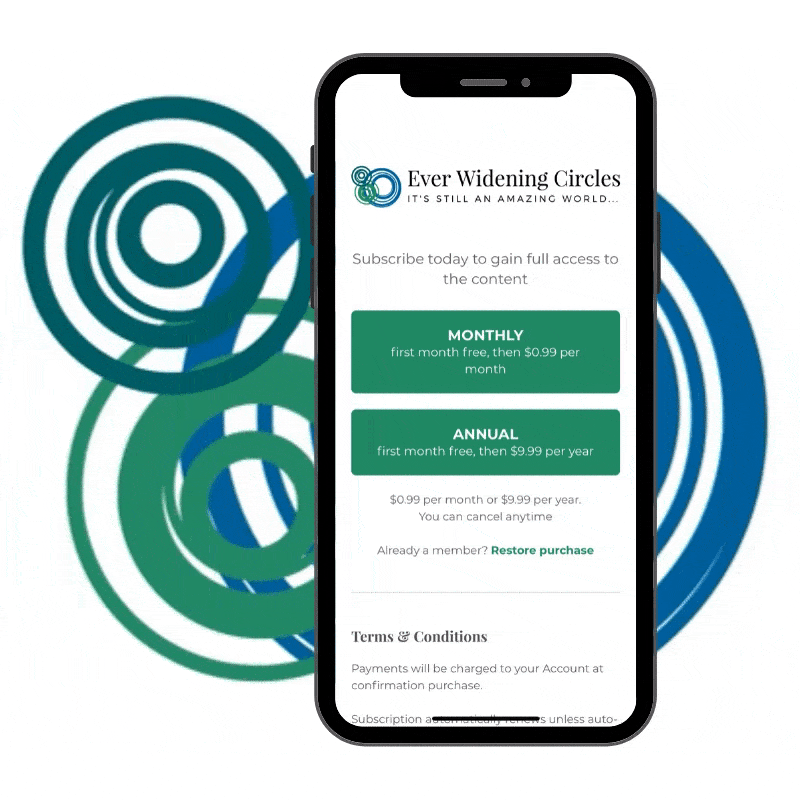 Ever Widening Circles
IT'S STILL AN AMAZING WORLD...
Subscribe today to gain full access to
the content
MONTHLY
first month free, then $0.99 per
month
ANNUAL
first month free, then $9.99 per year
$0.99 per month or $9.99 per year.
You can cancel anytime
Already a member? Restore purchase
Terms & Conditions
Payments will be charged to your Account at
confirmation purchase.
Subscription automatically renews unless auto-